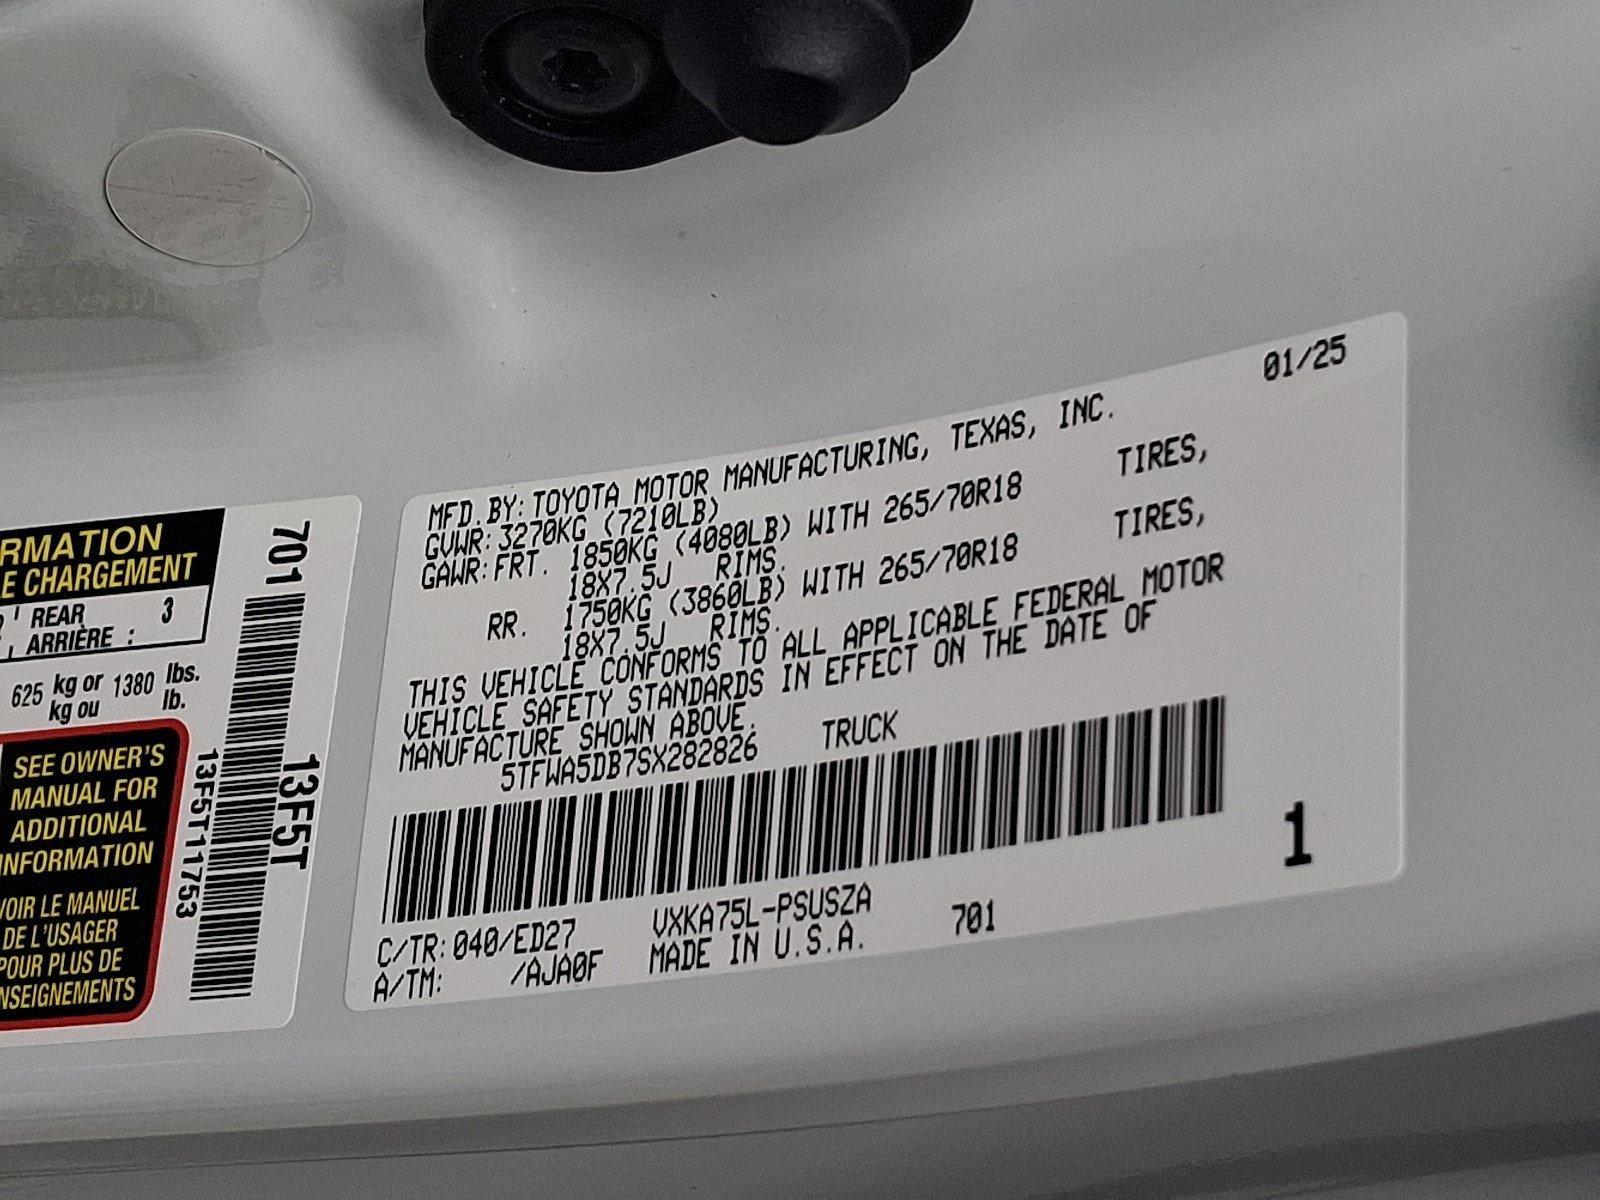 RMATION
E CHARGEMENT
' REAR 3
, ARRIÈRE :
625 kg or 1380 lbs.
kg ou lb.
SEE OWNER'S
MANUAL FOR
ADDITIONAL
INFORMATION
VOIR LE MANUEL
DE L'USAGER
POUR PLUS DE
NSEIGNEMENTS
701
13F5T
13F5T11753
01/25
MFD.BY:TOYOTA MOTOR MANUFACTURING, TEXAS, INC.
GVWR:3270KG (7210LB)
GAWR:FRT. 1850KG (4080LB) WITH 265/70R18 TIRES,
18X7.5J RIMS.
RR. 1750KG (3860LB) WITH 265/70R18 TIRES,
18X7.5J RIMS.
THIS VEHICLE CONFORMS TO ALL APPLICABLE FEDERAL MOTOR
VEHICLE SAFETY STANDARDS IN EFFECT ON THE DATE OF
MANUFACTURE SHOWN ABOVE.
5TFWA5DB7SX282826 TRUCK
1
C/TR:040/ED27 VXKA75L-PSUSZA
A/TM: /AJA0F MADE IN U.S.A. 701